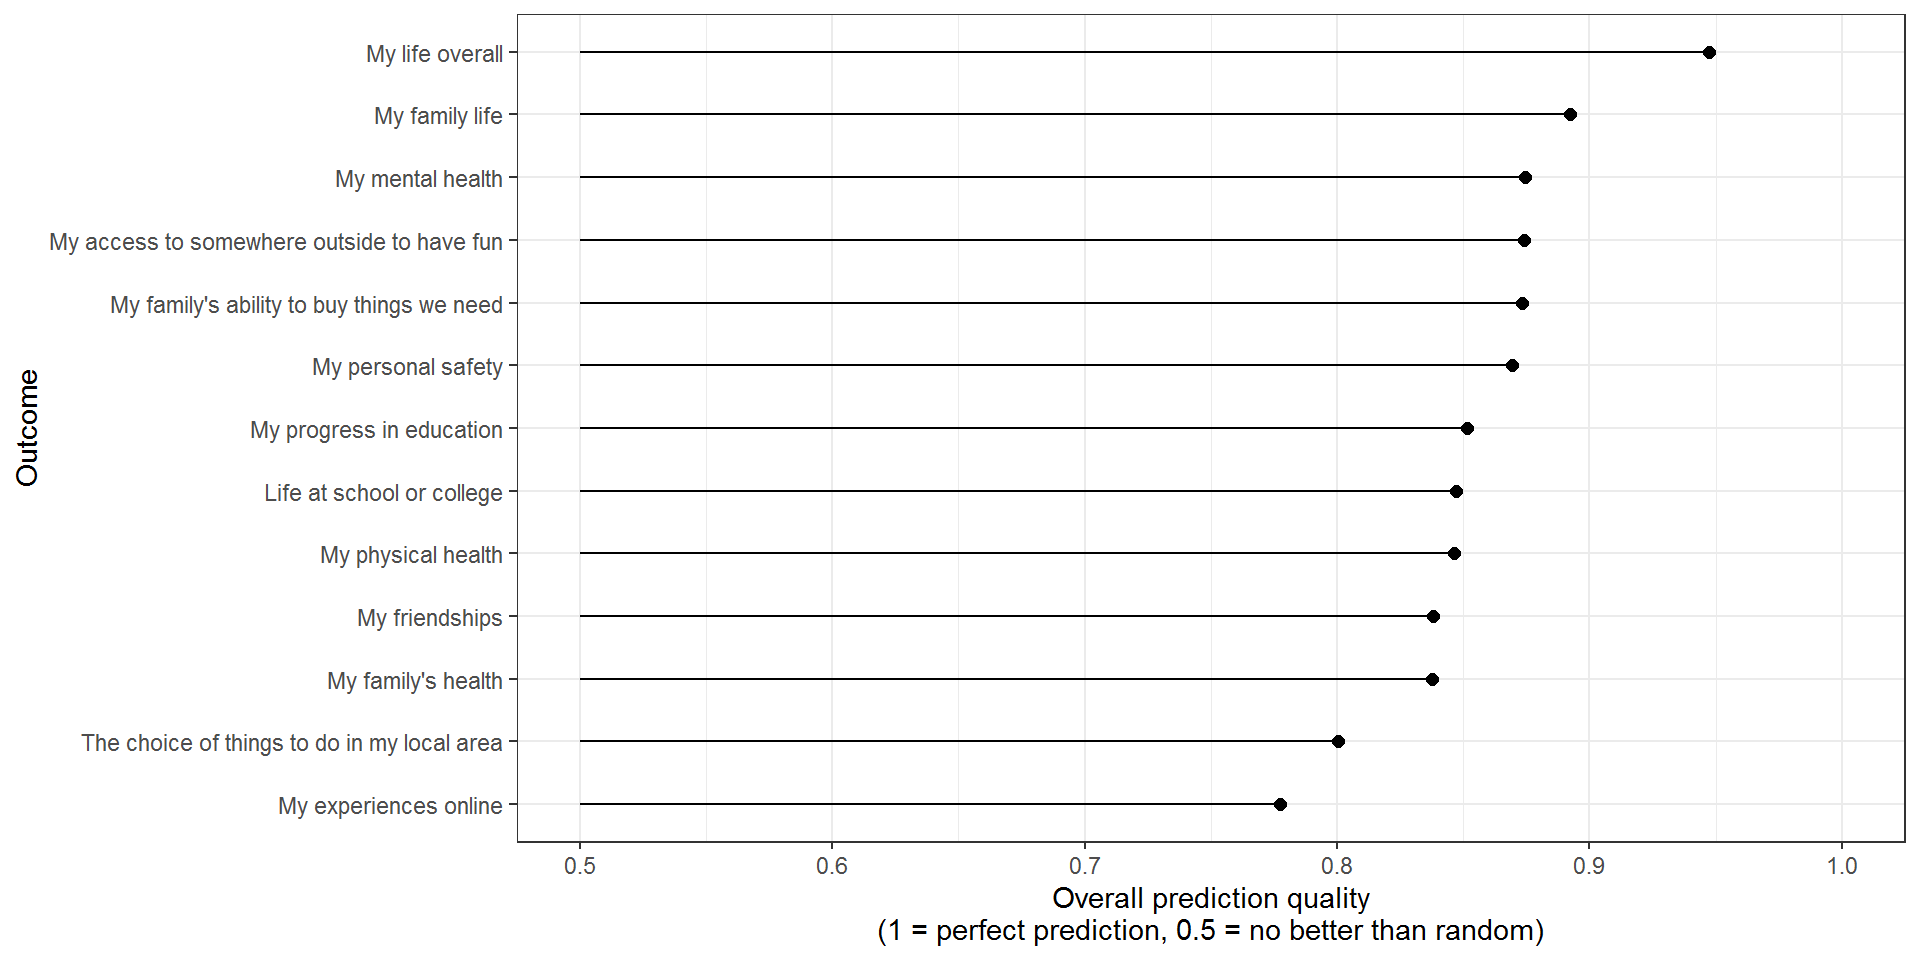 My life overall
My family life
My mental health
My access to somewhere outside to have fun
My family's ability to buy things we need
My personal safety
My progress in education
Life at school or college
My physical health
My friendships
My family's health
The choice of things to do in my local area
My experiences online
Outcome
0.5 0.6 0.7 0.8 0.9 1.0
Overall prediction quality
(1 = perfect prediction, 0.5 = no better than random)